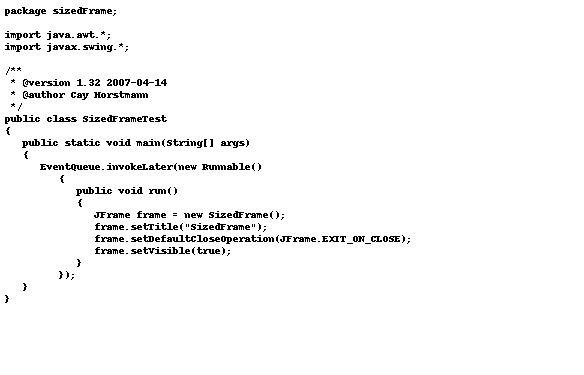 package sizedFrame;

import java.awt.*;
import javax.swing.*;

/**
 * @version 1.32 2007-04-14
 * @author Cay Horstmann
 */
public class SizedFrameTest
{
   public static void main(String[] args)
   {
      EventQueue.invokeLater(new Runnable()
         {
            public void run()
            {
               JFrame frame = new SizedFrame();
               frame.setTitle("SizedFrame");
               frame.setDefaultCloseOperation(JFrame.EXIT_ON_CLOSE);
               frame.setVisible(true);
            }
         });
   }
}